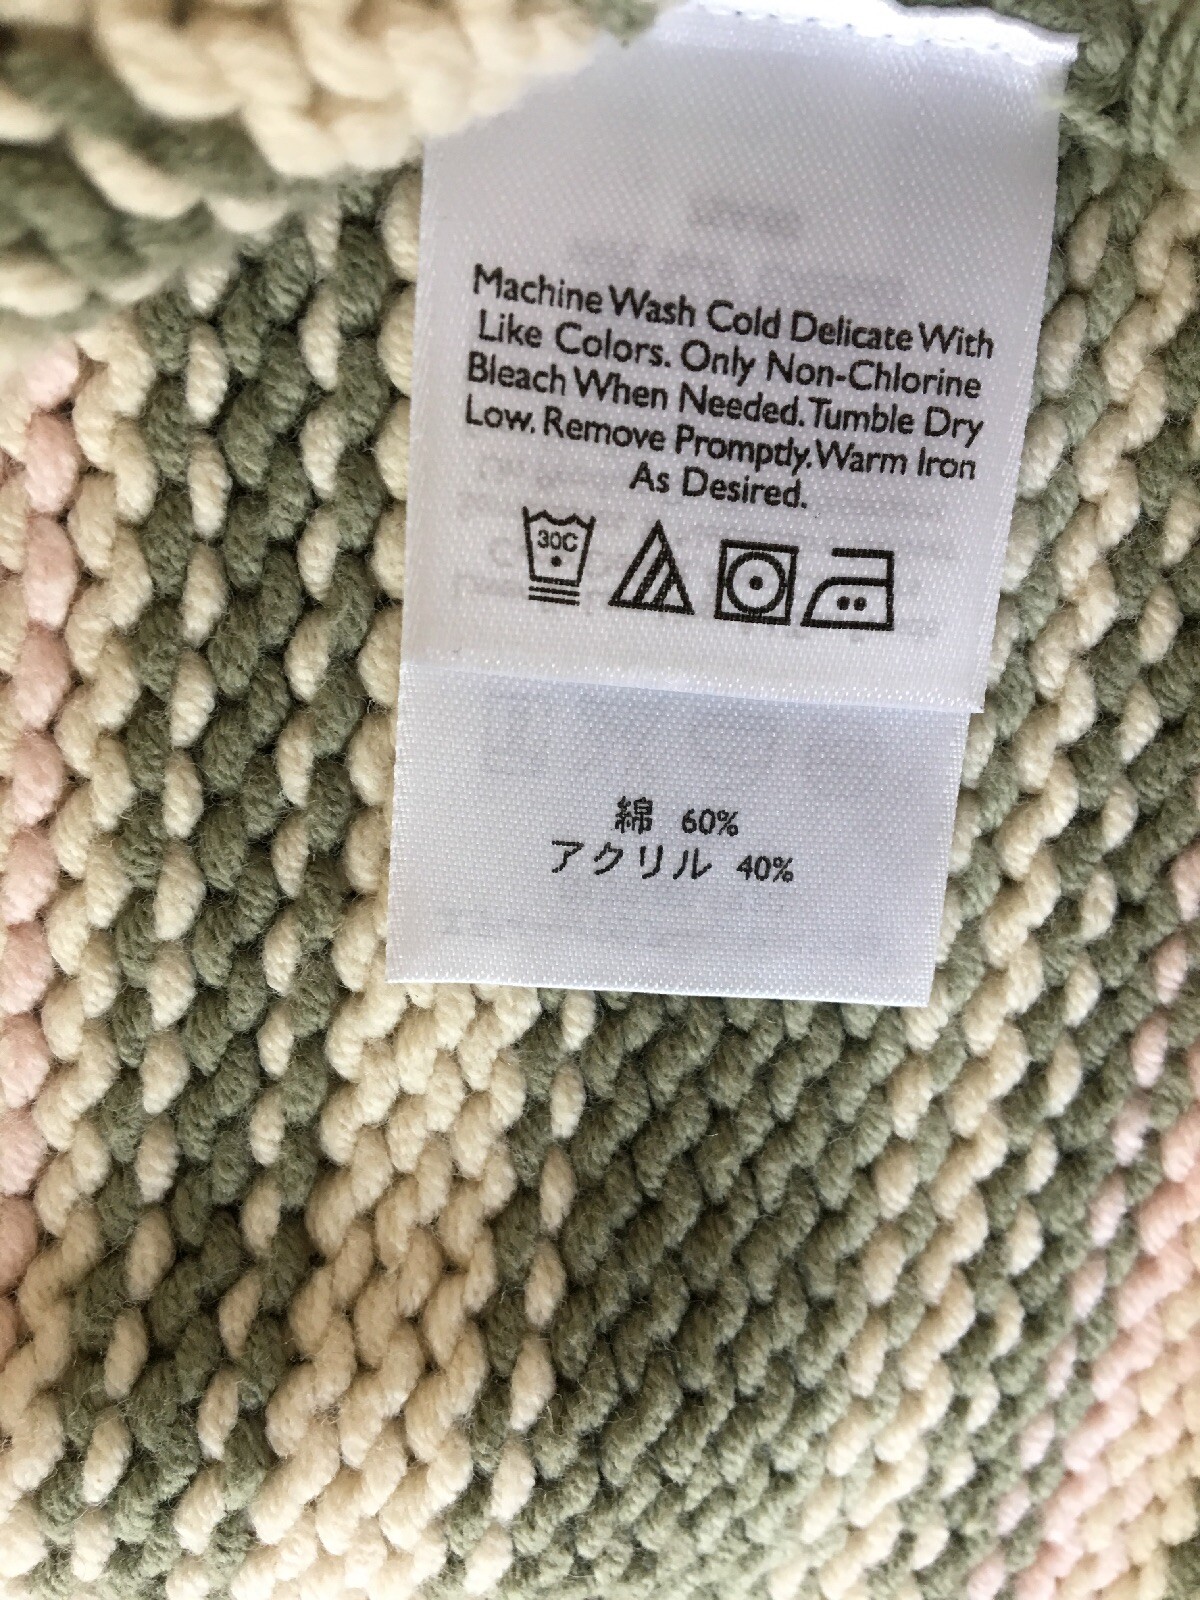 Machine Wash Cold Delicate With
Like Colors. Only Non-Chlorine
Bleach When Needed. Tumble Dry
Low. Remove Promptly. Warm Iron
As Desired.
30C
綿 60%
アクリル 40%